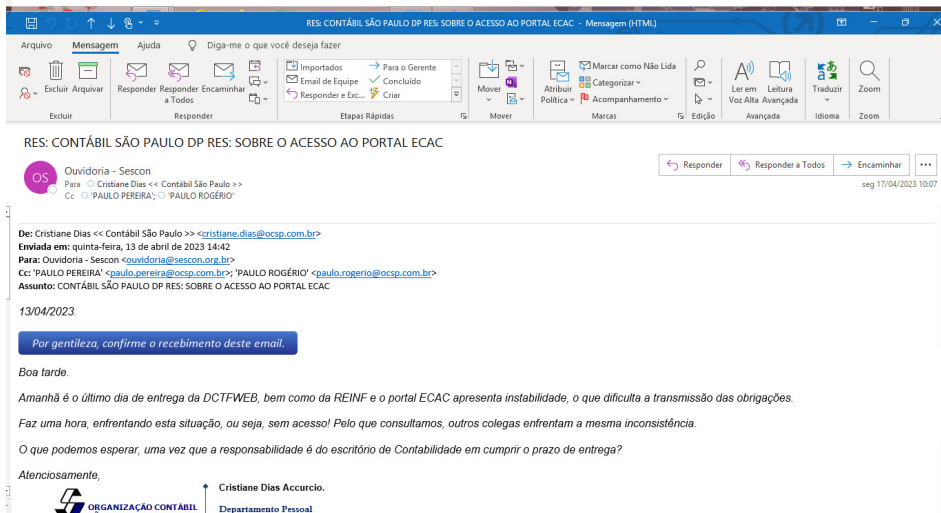 RES: CONTÁBIL SÃO PAULO DP RES: SOBRE O ACESSO AO PORTAL ECAC - Mensagem (HTML)
Arquivo Mensagem Ajuda Diga-me o que você deseja fazer
Importados Para o Gerente Marcar como Não Lida
Email de Equipe Concluído Categorizar
Responder e Exc... Criar Acompanhamento
Excluir Arquivar Responder Responder a Todos Encaminhar Mover Atribuir Política Ler em Voz Alta Leitura Avançada Traduzir Zoom
Excluir Responder Etapas Rápidas Mover Marcas Edição Avançada Idioma Zoom
RES: CONTÁBIL SÃO PAULO DP RES: SOBRE O ACESSO AO PORTAL ECAC
OS
Ouvidoria - Sescon
Para Cristiane Dias << Contábil São Paulo >>
Cc 'PAULO PEREIRA'; 'PAULO ROGÉRIO'
Responder Responder a Todos Encaminhar ...
seg 17/04/2023 10:07
De: Cristiane Dias << Contábil São Paulo >> <cristiane.dias@ocsp.com.br>
Enviada em: quinta-feira, 13 de abril de 2023 14:42
Para: Ouvidoria - Sescon <ouvidoria@sescon.org.br>
Cc: 'PAULO PEREIRA' <paulo.pereira@ocsp.com.br>; 'PAULO ROGÉRIO' <paulo.rogerio@ocsp.com.br>
Assunto: CONTÁBIL SÃO PAULO DP RES: SOBRE O ACESSO AO PORTAL ECAC
13/04/2023.
Por gentileza, confirme o recebimento deste email.
Boa tarde.
Amanhã é o último dia de entrega da DCTFWEB, bem como da REINF e o portal ECAC apresenta instabilidade, o que dificulta a transmissão das obrigações.
Faz uma hora, enfrentando esta situação, ou seja, sem acesso! Pelo que consultamos, outros colegas enfrentam a mesma inconsistência.
O que podemos esperar, uma vez que a responsabilidade é do escritório de Contabilidade em cumprir o prazo de entrega?
Atenciosamente,
Cristiane Dias Accurcio.
ORGANIZAÇÃO CONTÁBIL
Departamento Pessoal